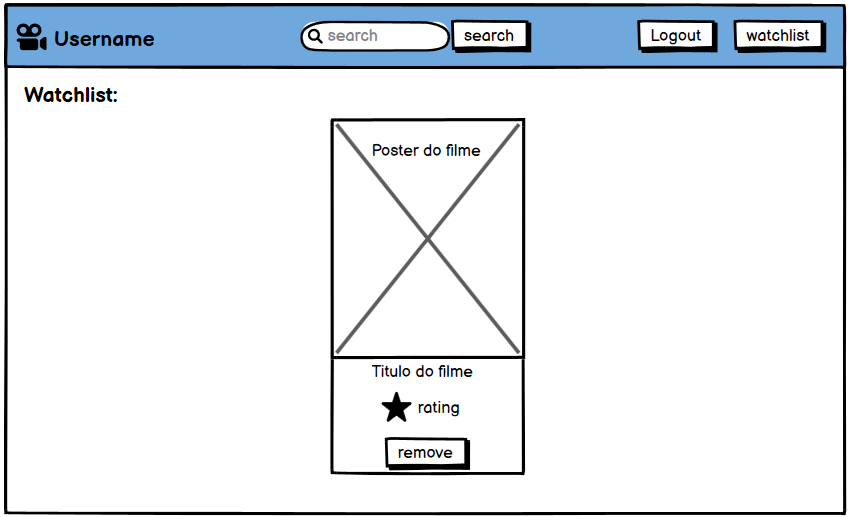 Username
search
search
Logout
watchlist
Watchlist:
Poster do filme
Titulo do filme
rating
remove